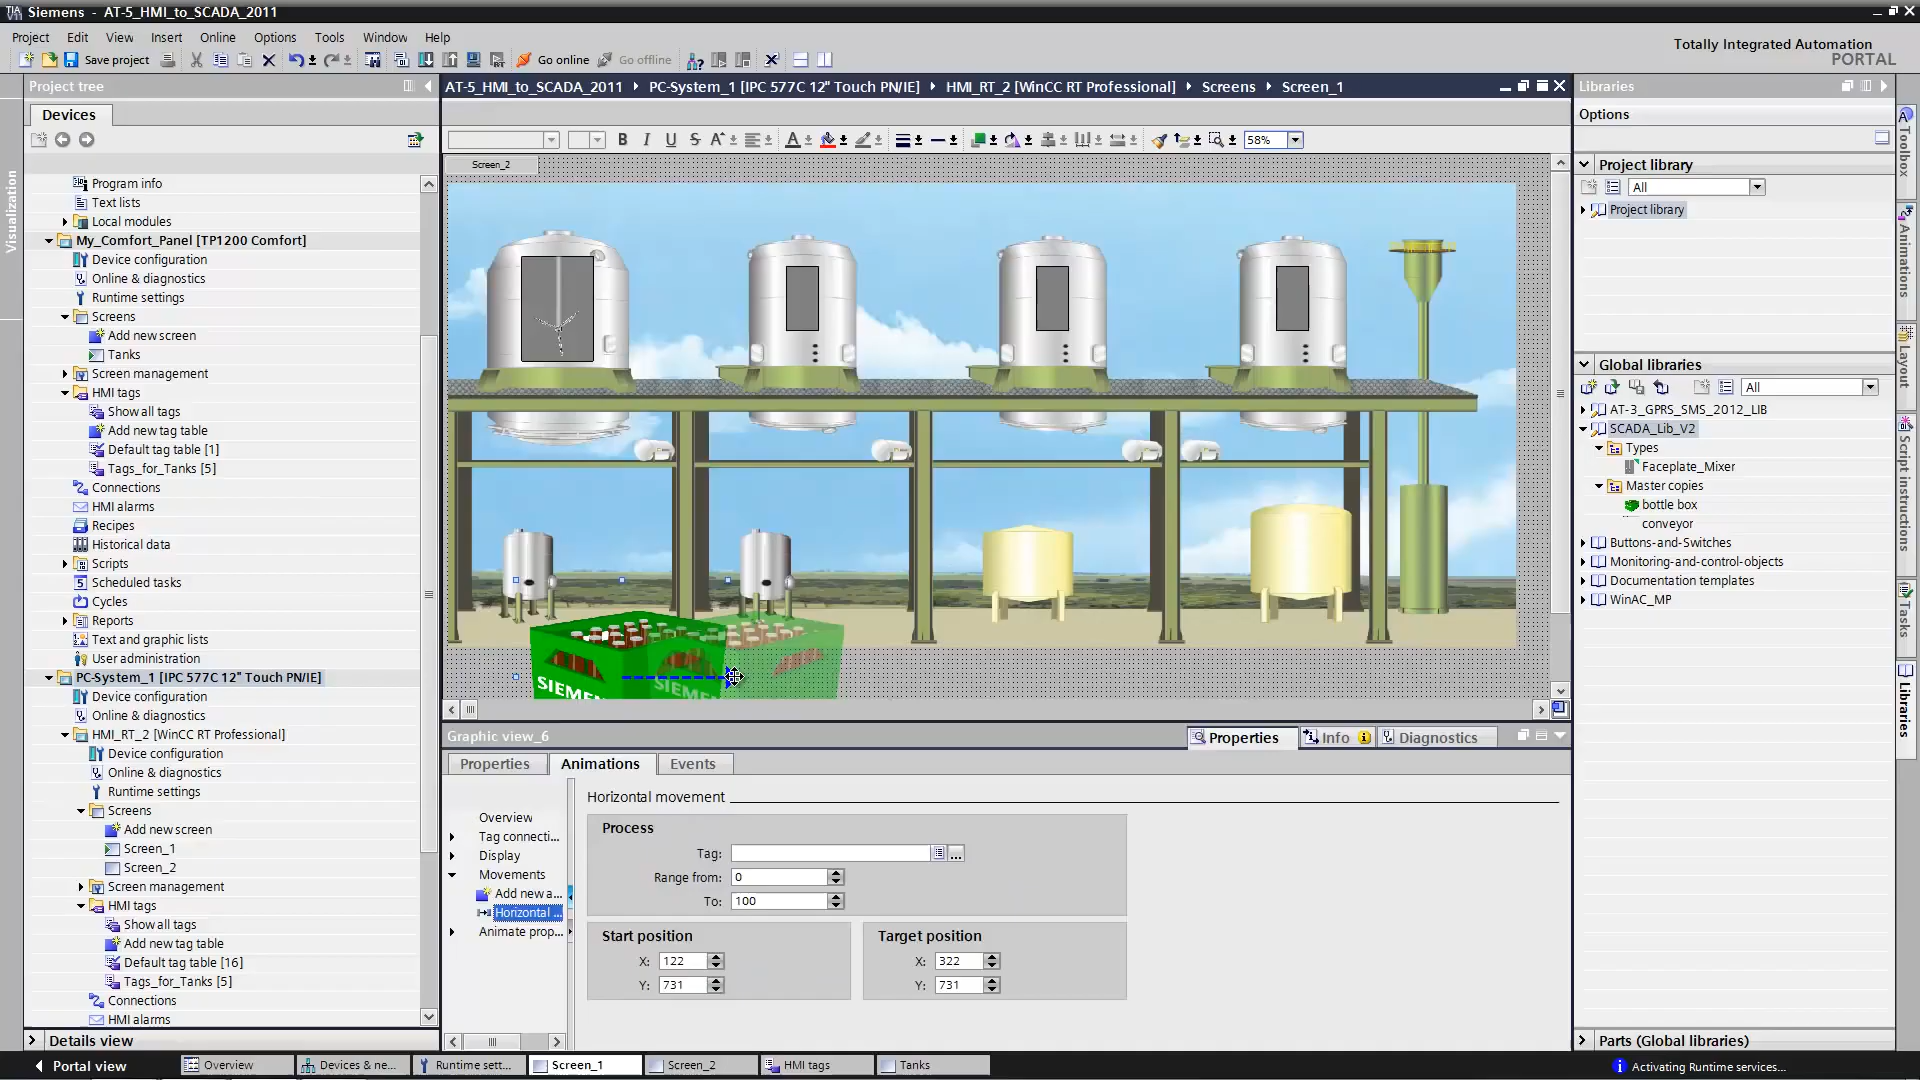 Siemens - AT-5_HMI_to_SCADA_2011
Project Edit View Insert Online Options Tools Window Help
Totally Integrated Automation
PORTAL
Save project
Go online
Go offline
Project tree
AT-5_HMI_to_SCADA_2011 PC-System_1 [IPC 577C 12" Touch PN/IE] HMI_RT_2 [WinCC RT Professional] Screens Screen_1
Libraries
Devices
Options
58%
Visualization
Screen_2
Project library
All
Project library
Global libraries
All
AT-3_GPRS_SMS_2012_LIB
SCADA_Lib_V2
Types
Faceplate_Mixer
Master copies
bottle box
conveyor
Buttons-and-Switches
Monitoring-and-control-objects
Documentation templates
WinAC_MP
Parts (Global libraries)
Toolbox
Animations
Layout
Script instructions
Tasks
Libraries
Program info
Text lists
Local modules
My_Comfort_Panel [TP1200 Comfort]
Device configuration
Online & diagnostics
Runtime settings
Screens
Add new screen
Tanks
Screen management
HMI tags
Show all tags
Add new tag table
Default tag table [1]
Tags_for_Tanks [5]
Connections
HMI alarms
Recipes
Historical data
Scripts
Scheduled tasks
Cycles
Reports
Text and graphic lists
User administration
PC-System_1 [IPC 577C 12" Touch PN/IE]
Device configuration
Online & diagnostics
HMI_RT_2 [WinCC RT Professional]
Device configuration
Online & diagnostics
Runtime settings
Screens
Add new screen
Screen_1
Screen_2
Screen management
HMI tags
Show all tags
Add new tag table
Default tag table [16]
Tags_for_Tanks [5]
Connections
HMI alarms
Details view
Graphic view_6
Properties
Info
Diagnostics
Properties
Animations
Events
Overview
Tag connecti...
Display
Movements
Add new a...
Horizontal ...
Animate prop...
Horizontal movement
Process
Tag:
Range from: 0
To: 100
Start position
X: 122
Y: 731
Target position
X: 322
Y: 731
Portal view
Overview
Devices & ne...
Runtime sett...
Screen_1
Screen_2
HMI tags
Tanks
Activating Runtime services...